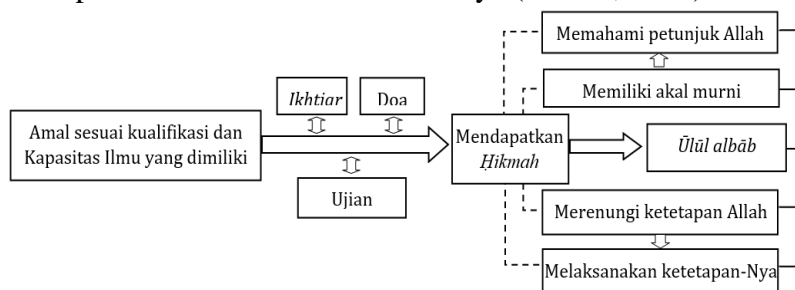 Memahami petunjuk Allah
Memiliki akal murni
Ikhtiar
Doa
Amal sesuai kualifikasi dan
Kapasitas Ilmu yang dimiliki
Mendapatkan
Ḥikmah
Ūlūl albāb
Ujian
Merenungi ketetapan Allah
Melaksanakan ketetapan-Nya